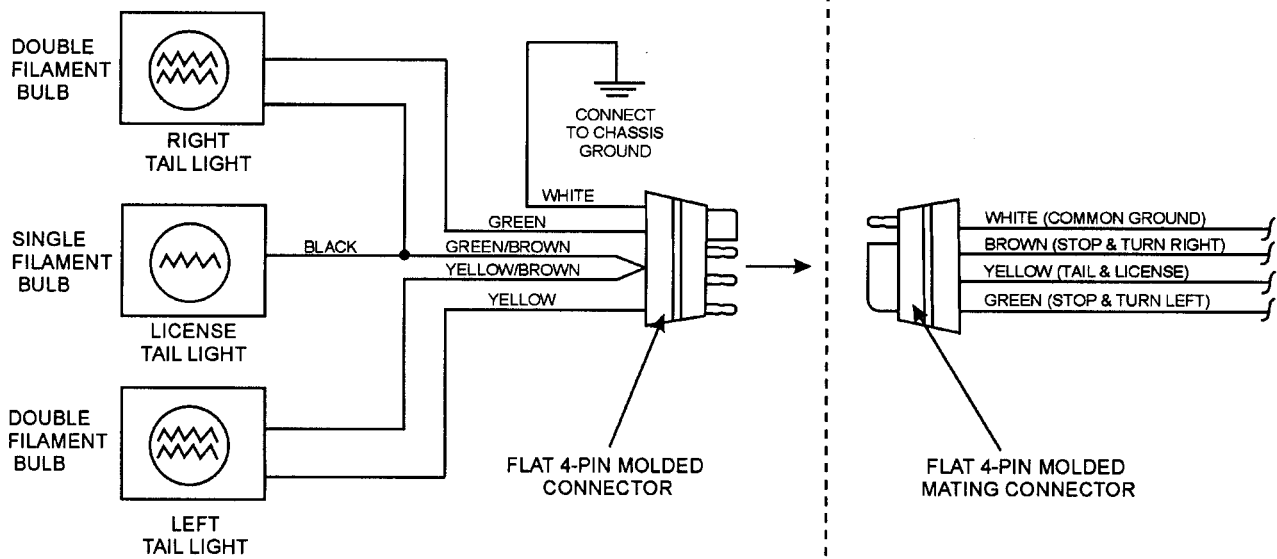 DOUBLE
FILAMENT
BULB
RIGHT
TAIL LIGHT
SINGLE
FILAMENT
BULB
LICENSE
TAIL LIGHT
DOUBLE
FILAMENT
BULB
LEFT
TAIL LIGHT
CONNECT
TO CHASSIS
GROUND
WHITE
GREEN
BLACK
GREEN/BROWN
YELLOW/BROWN
YELLOW
FLAT 4-PIN MOLDED
CONNECTOR
WHITE (COMMON GROUND)
BROWN (STOP & TURN RIGHT)
YELLOW (TAIL & LICENSE)
GREEN (STOP & TURN LEFT)
FLAT 4-PIN MOLDED
MATING CONNECTOR